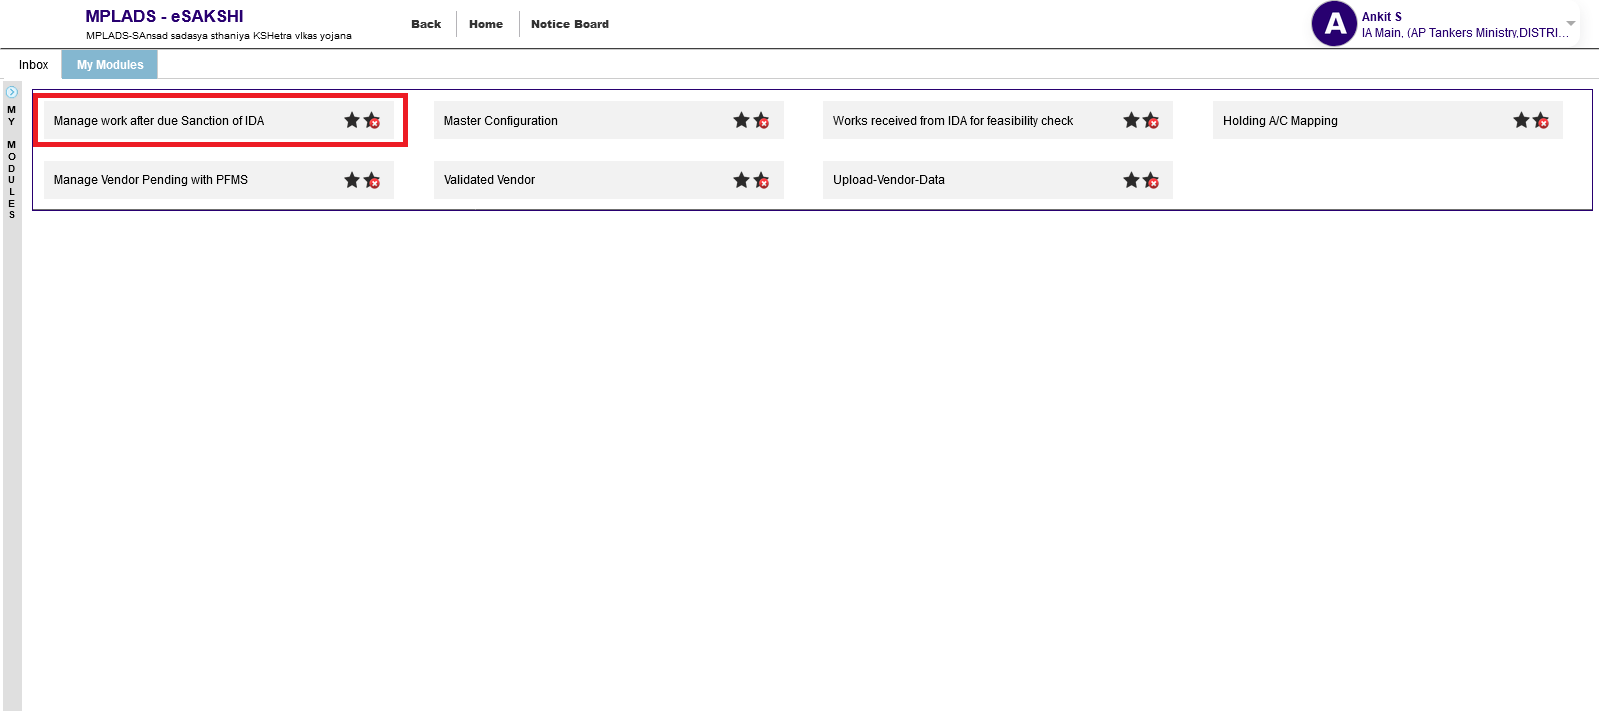 MPLADS - eSAKSHI
MPLADS-SAnsad sadasya sthaniya KSHetra vIkas yojana
Back
Home
Notice Board
A
Ankit S
IA Main, (AP Tankers Ministry,DISTRI...
Inbox
My Modules
MY MODULES
Manage work after due Sanction of IDA
Master Configuration
Works received from IDA for feasibility check
Holding A/C Mapping
Manage Vendor Pending with PFMS
Validated Vendor
Upload-Vendor-Data